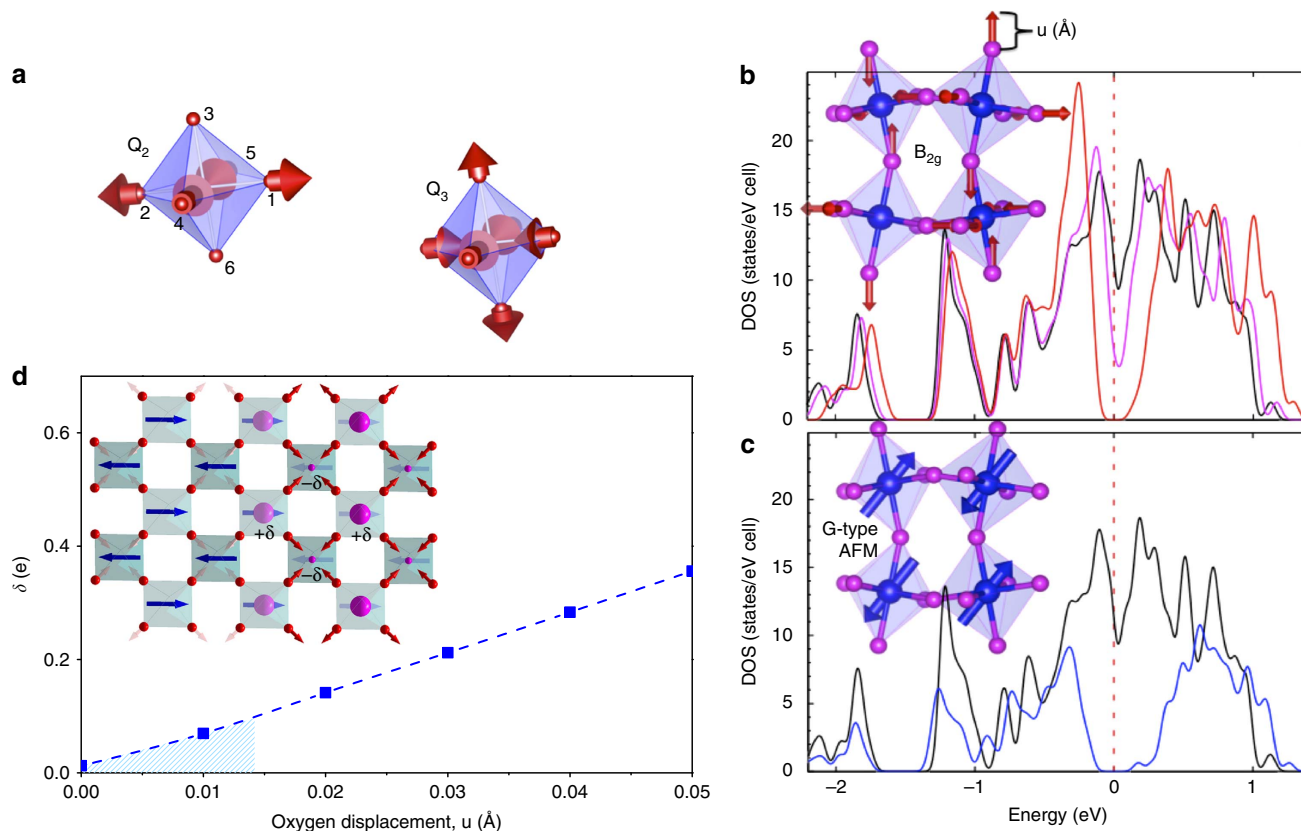 a
Q2
3
5
1
2
4
6
Q3
b
u (Å)
B2g
DOS (states/eV cell)
20
15
10
5
0
c
G-type
AFM
DOS (states/eV cell)
20
15
10
5
0
−2
−1
0
1
Energy (eV)
d
δ (e)
0.6
0.4
0.2
0.0
−δ
+δ
+δ
−δ
0.00
0.01
0.02
0.03
0.04
0.05
Oxygen displacement, u (Å)